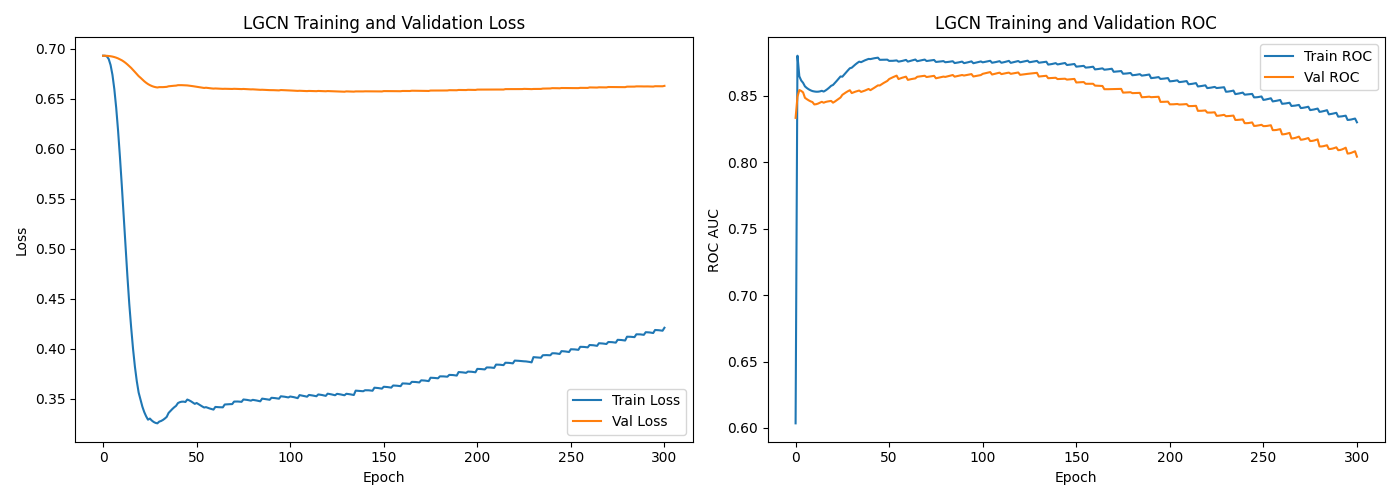 LGCN Training and Validation Loss
0.70
0.65
0.60
0.55
0.50
0.45
0.40
0.35
Loss
0 50 100 150 200 250 300
Epoch
Train Loss
Val Loss
LGCN Training and Validation ROC
0.85
0.80
0.75
0.70
0.65
0.60
ROC AUC
0 50 100 150 200 250 300
Epoch
Train ROC
Val ROC